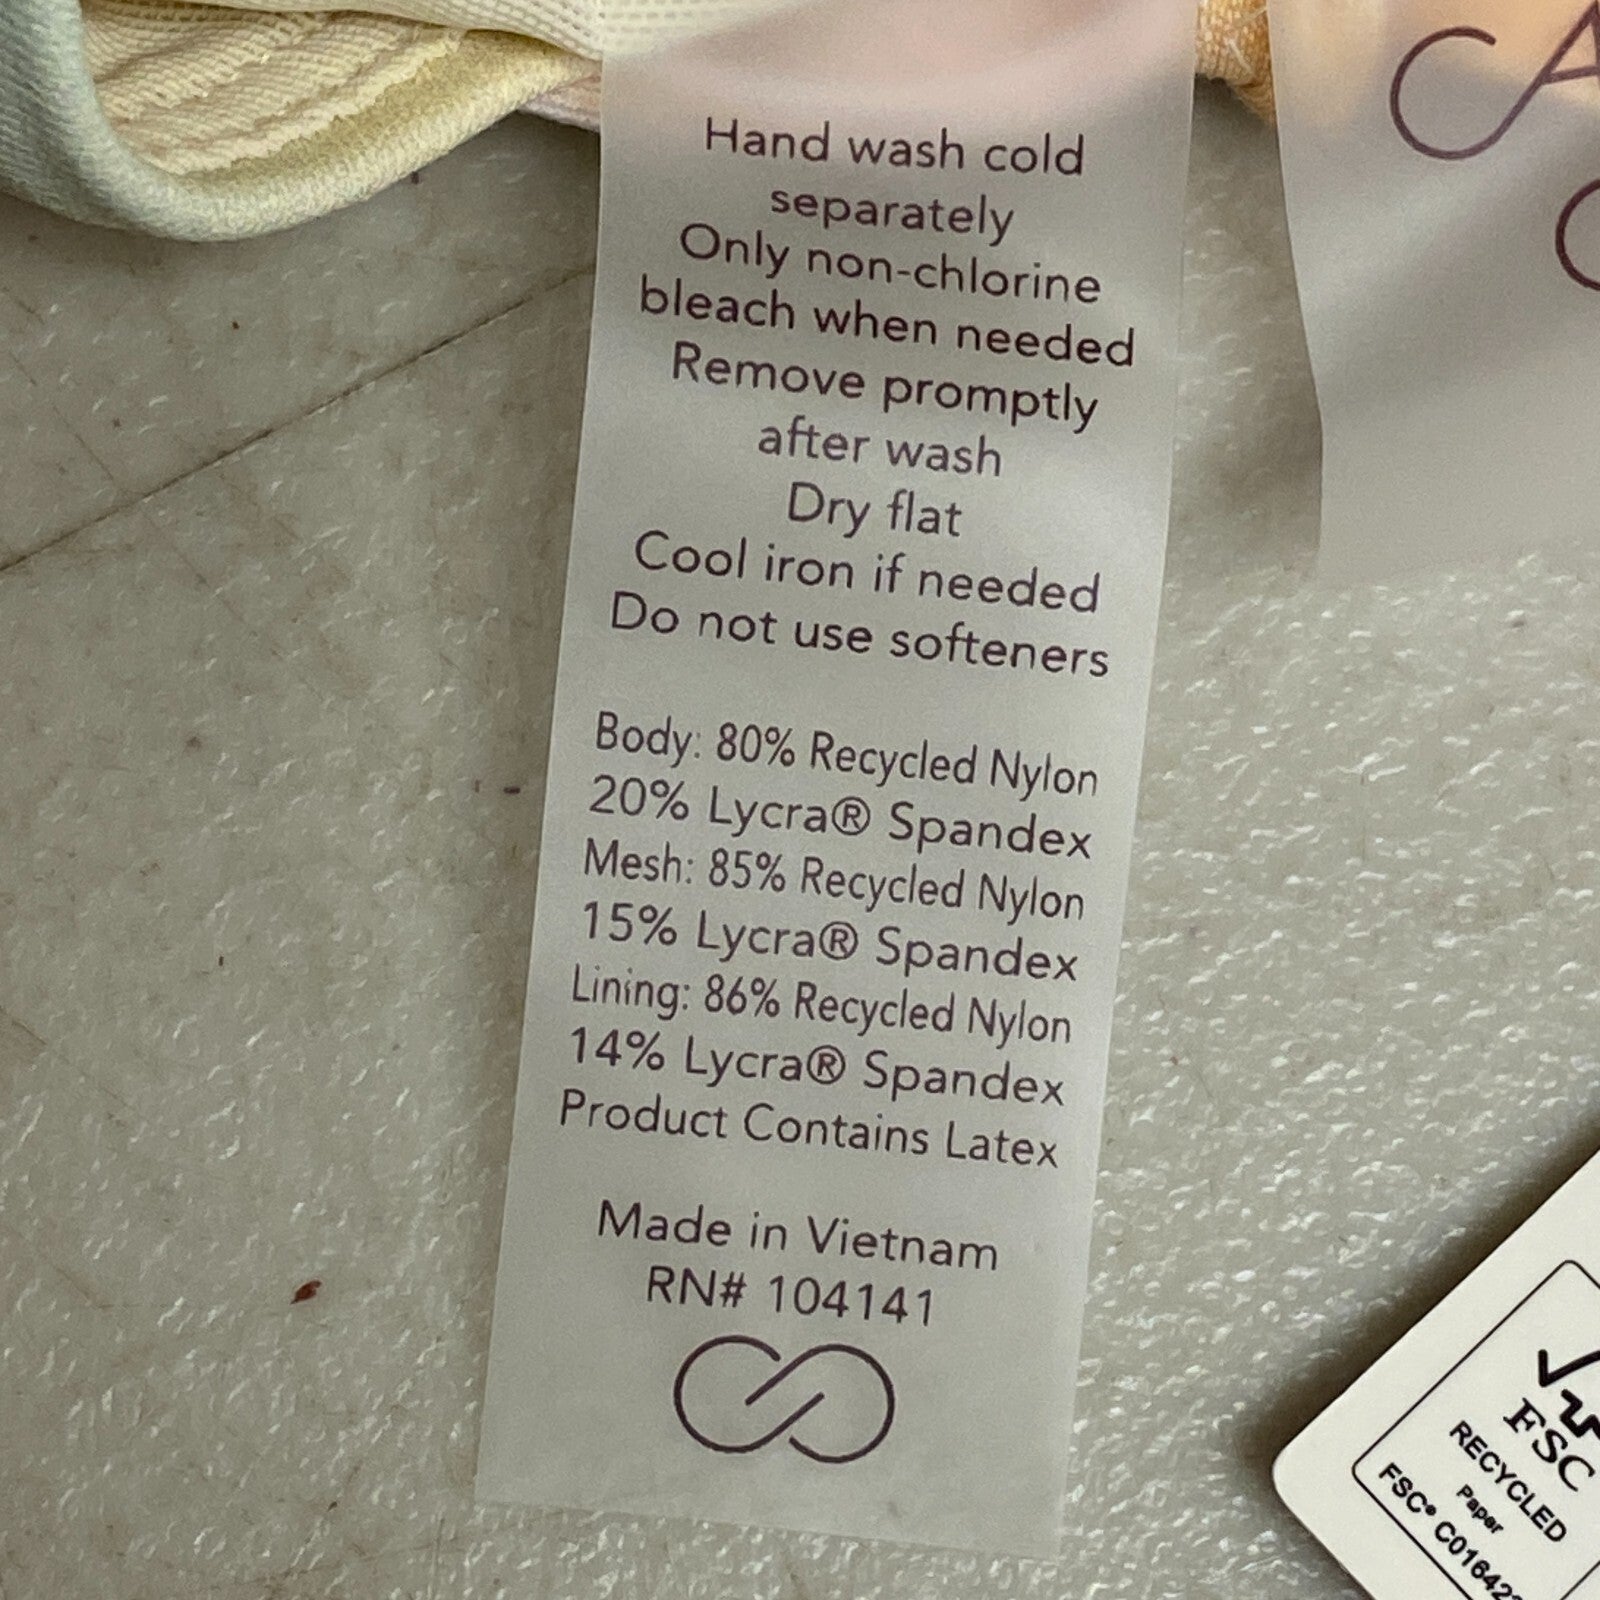 Hand wash cold
separately
Only non-chlorine
bleach when needed
Remove promptly
after wash
Dry flat
Cool iron if needed
Do not use softeners
Body: 80% Recycled Nylon
20% Lycra® Spandex
Mesh: 85% Recycled Nylon
15% Lycra® Spandex
Lining: 86% Recycled Nylon
14% Lycra® Spandex
Product Contains Latex
Made in Vietnam
RN# 104141
FSC
RECYCLED
Paper
FSC®